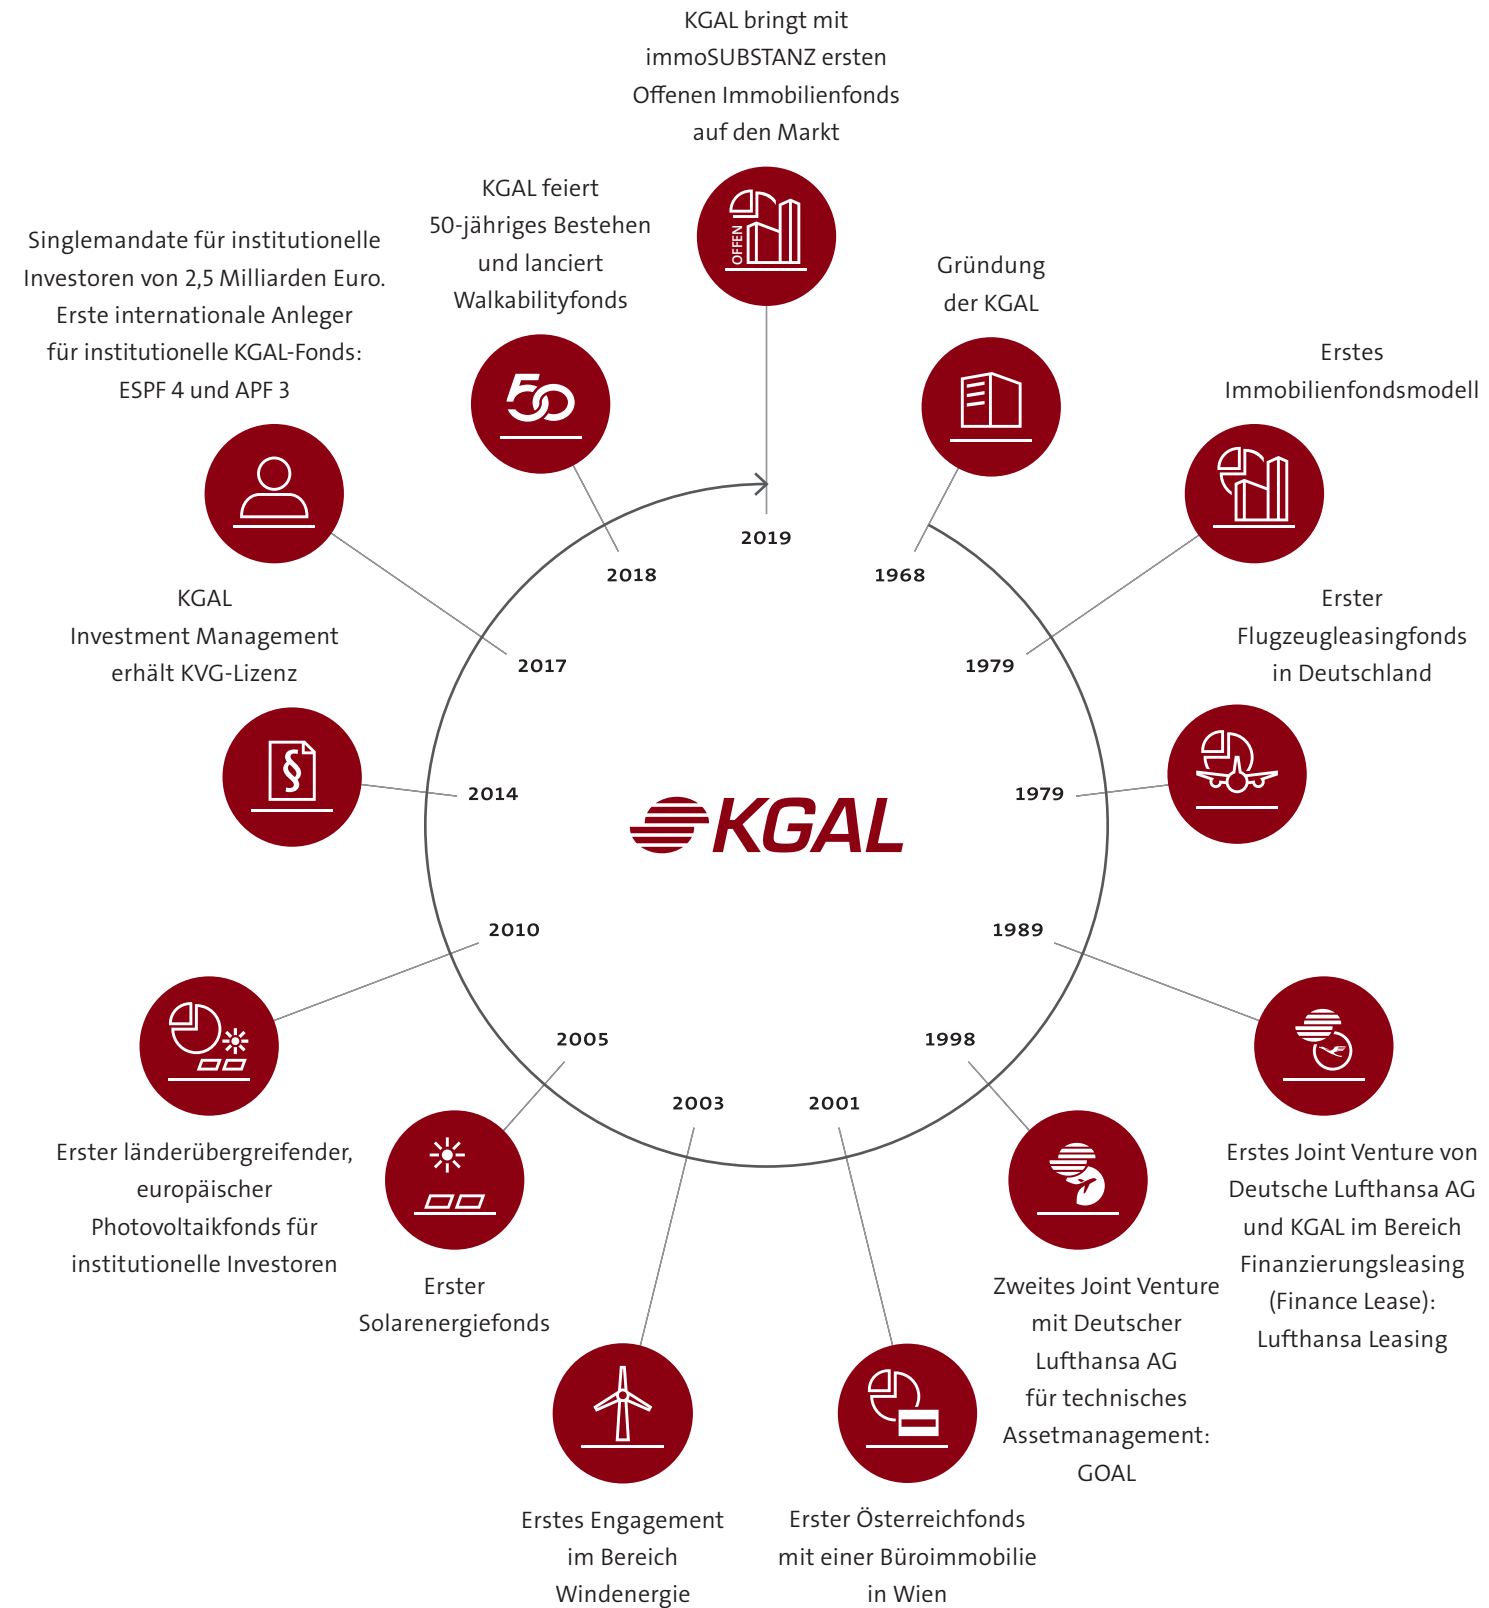 KGAL bringt mit
immoSUBSTANZ ersten
Offenen Immobilienfonds
auf den Markt
OFFEN
2019
Gründung
der KGAL
1968
Erstes
Immobilienfondsmodell
1979
Erster
Flugzeugleasingfonds
in Deutschland
1979
1989
Erstes Joint Venture von
Deutsche Lufthansa AG
und KGAL im Bereich
Finanzierungsleasing
(Finance Lease):
Lufthansa Leasing
1998
Zweites Joint Venture
mit Deutscher
Lufthansa AG
für technisches
Assetmanagement:
GOAL
2001
Erster Österreichfonds
mit einer Büroimmobilie
in Wien
2003
Erstes Engagement
im Bereich
Windenergie
2005
Erster
Solarenergiefonds
2010
Erster länderübergreifender,
europäischer
Photovoltaikfonds für
institutionelle Investoren
KGAL
Investment Management
erhält KVG-Lizenz
§
2014
Singlemandate für institutionelle
Investoren von 2,5 Milliarden Euro.
Erste internationale Anleger
für institutionelle KGAL-Fonds:
ESPF 4 und APF 3
2017
KGAL feiert
50-jähriges Bestehen
und lanciert
Walkabilityfonds
50
2018
KGAL